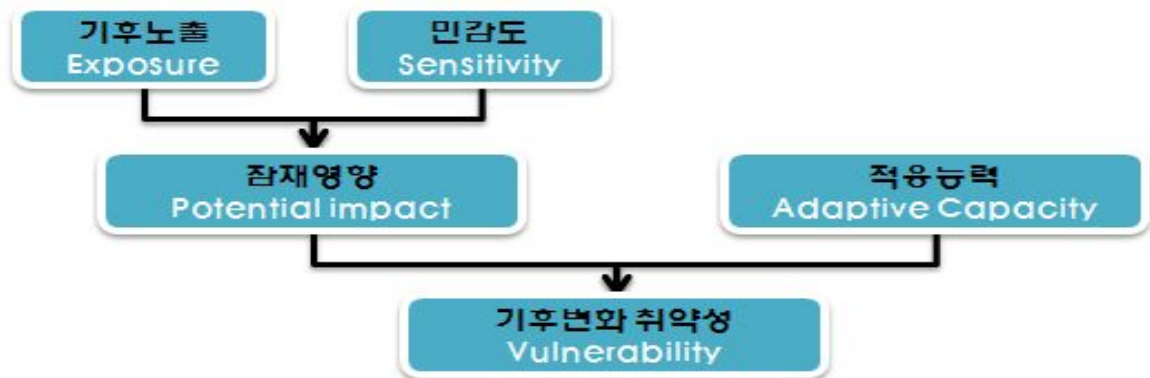 기후노출
Exposure
민감도
Sensitivity
잠재영향
Potential impact
적응능력
Adaptive Capacity
기후변화 취약성
Vulnerability